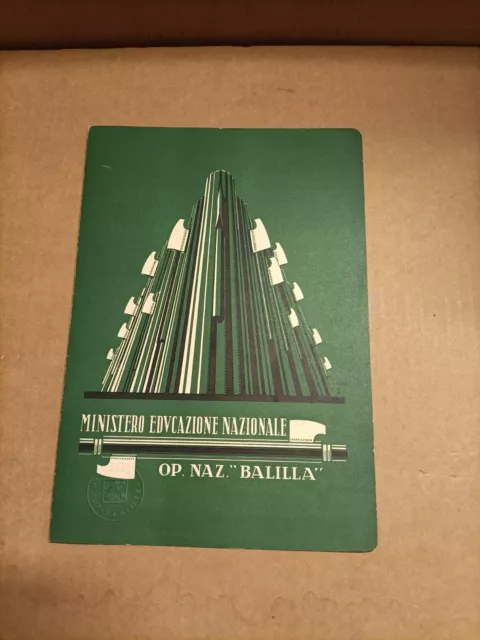 MINISTERO EDVCAZIONE NAZIONALE
OP. NAZ. "BALILLA"